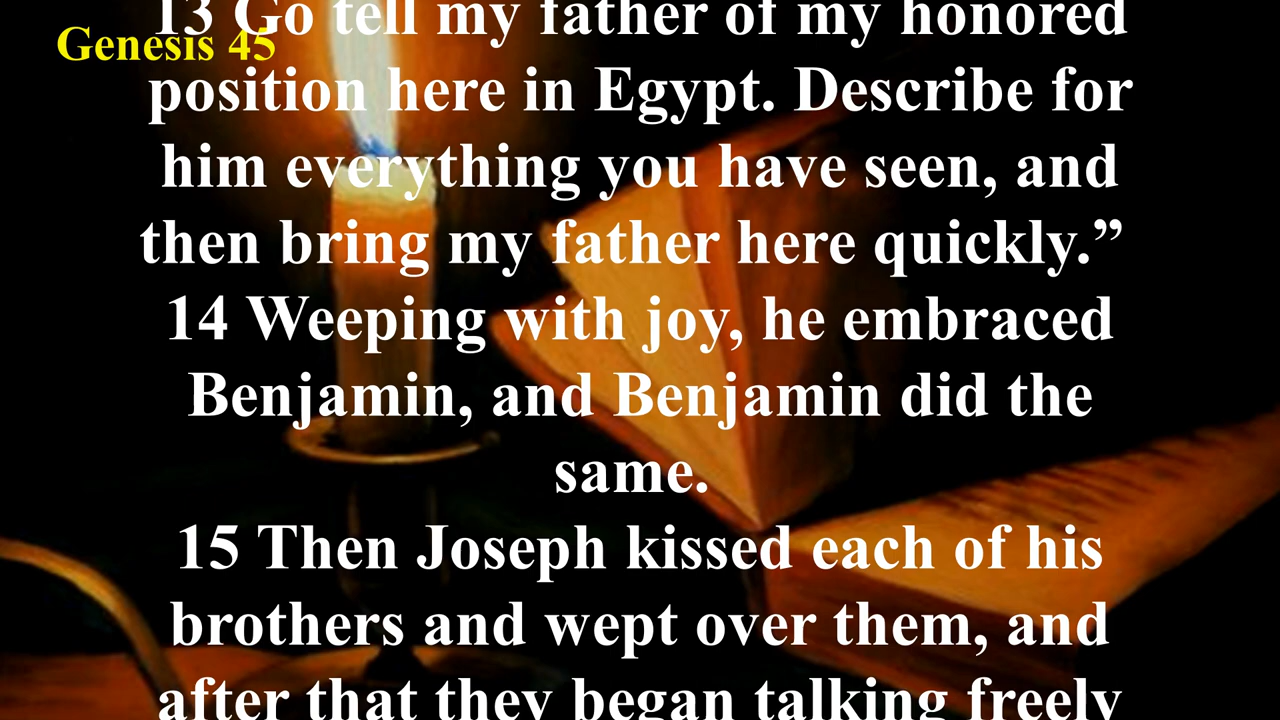 13 Go tell my father of my honored
Genesis 45
position here in Egypt. Describe for
him everything you have seen, and
then bring my father here quickly.”
14 Weeping with joy, he embraced
Benjamin, and Benjamin did the
same.
15 Then Joseph kissed each of his
brothers and wept over them, and
after that they began talking freely